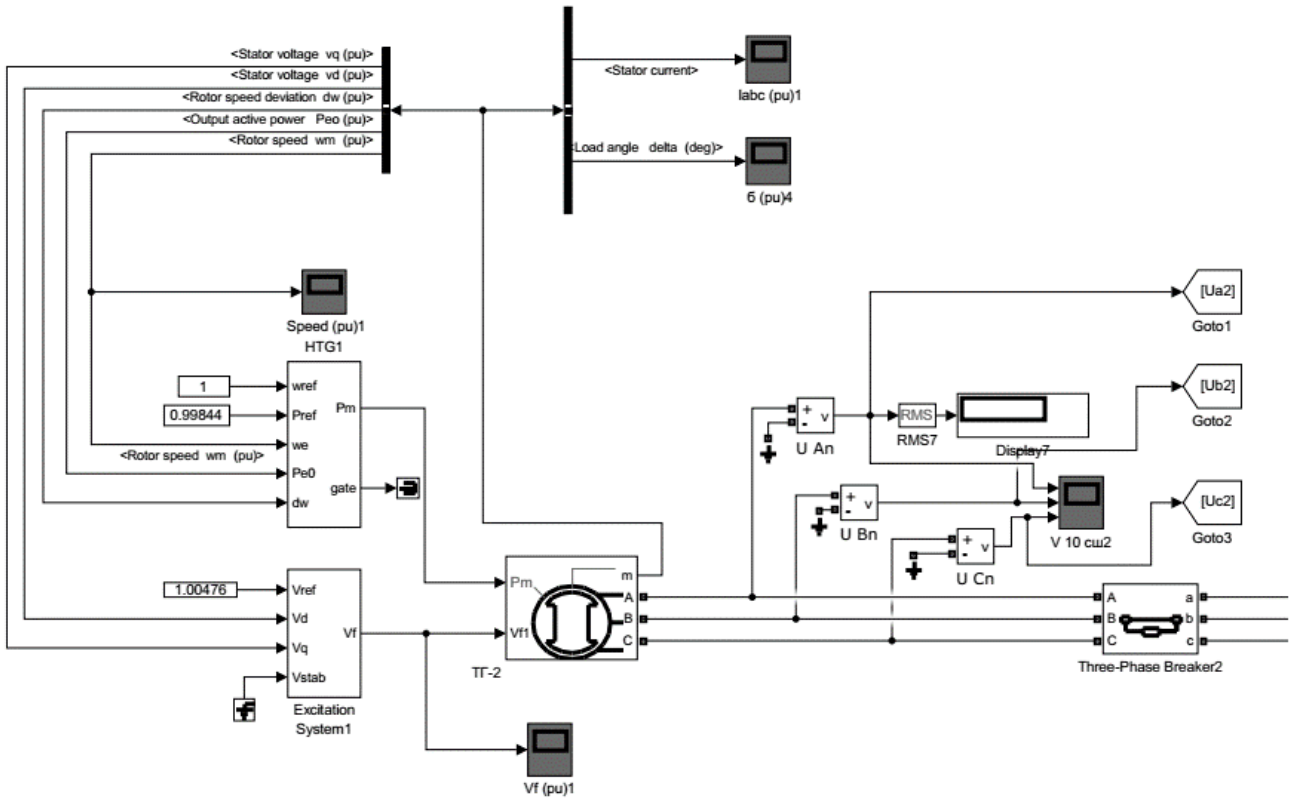 <Stator voltage vq (pu)>
<Stator voltage vd (pu)>
<Rotor speed deviation dw (pu)>
<Output active power Peo (pu)>
<Rotor speed wm (pu)>
<Stator current>
Iabc (pu)1
<Load angle delta (deg)>
б (pu)4
Speed (pu)1
HTG1
1
wref
0.99844
Pref
we
<Rotor speed wm (pu)>
Pe0
dw
Pm
gate
1.00476
Vref
Vd
Vq
Vstab
Vf
Excitation
System1
Pm
Vf1
m
A
B
C
ТГ-2
Vf (pu)1
+
-
v
U An
RMS
RMS7
Display7
+
-
v
U Bn
+
-
v
U Cn
V 10 сш2
[Ua2]
Goto1
[Ub2]
Goto2
[Uc2]
Goto3
A
B
C
a
b
c
Three-Phase Breaker2